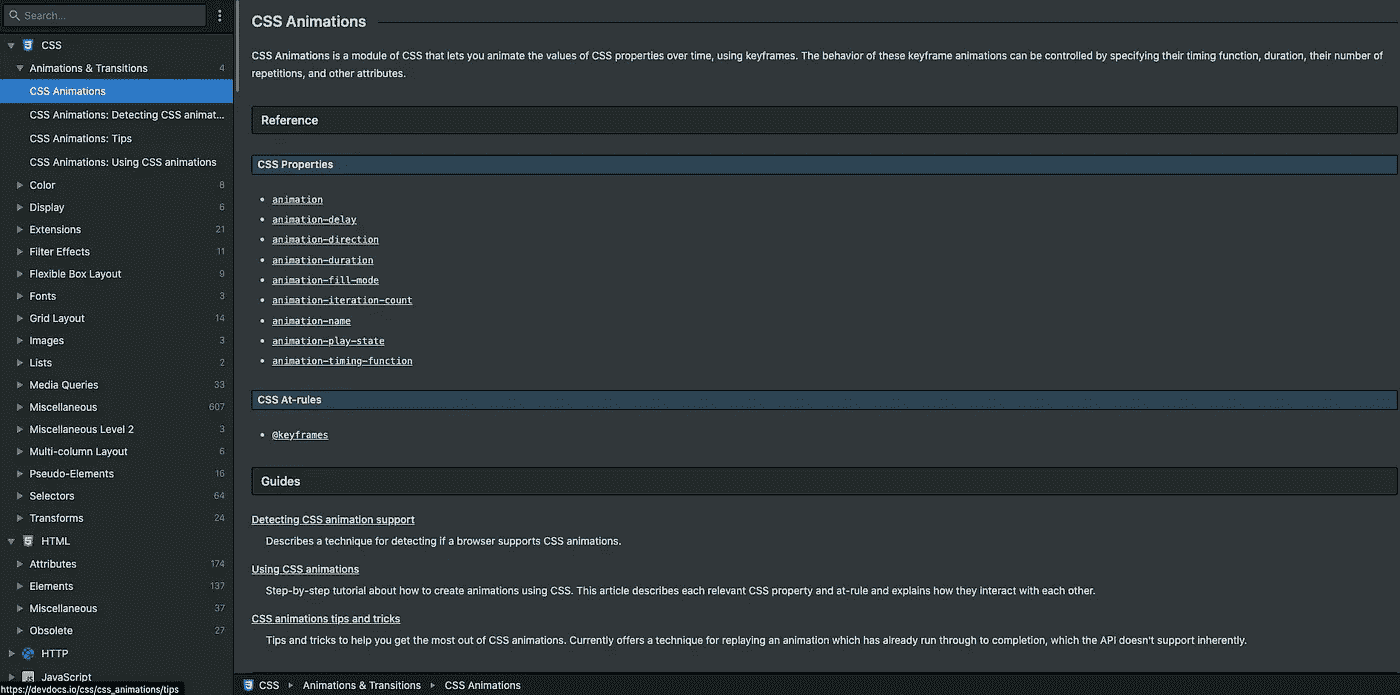 Search...
CSS
Animations & Transitions 4
CSS Animations
CSS Animations: Detecting CSS animat...
CSS Animations: Tips
CSS Animations: Using CSS animations
Color 8
Display 6
Extensions 21
Filter Effects 11
Flexible Box Layout 9
Fonts 3
Grid Layout 14
Images 3
Lists 2
Media Queries 33
Miscellaneous 607
Miscellaneous Level 2 3
Multi-column Layout 6
Pseudo-Elements 16
Selectors 64
Transforms 24
HTML
Attributes 174
Elements 137
Miscellaneous 37
Obsolete 27
HTTP
JavaScript
https://devdocs.io/css/css_animations/tips
CSS Animations
CSS Animations is a module of CSS that lets you animate the values of CSS properties over time, using keyframes. The behavior of these keyframe animations can be controlled by specifying their timing function, duration, their number of
repetitions, and other attributes.
Reference
CSS Properties
animation
animation-delay
animation-direction
animation-duration
animation-fill-mode
animation-iteration-count
animation-name
animation-play-state
animation-timing-function
CSS At-rules
@keyframes
Guides
Detecting CSS animation support
Describes a technique for detecting if a browser supports CSS animations.
Using CSS animations
Step-by-step tutorial about how to create animations using CSS. This article describes each relevant CSS property and at-rule and explains how they interact with each other.
CSS animations tips and tricks
Tips and tricks to help you get the most out of CSS animations. Currently offers a technique for replaying an animation which has already run through to completion, which the API doesn't support inherently.
CSS Animations & Transitions CSS Animations